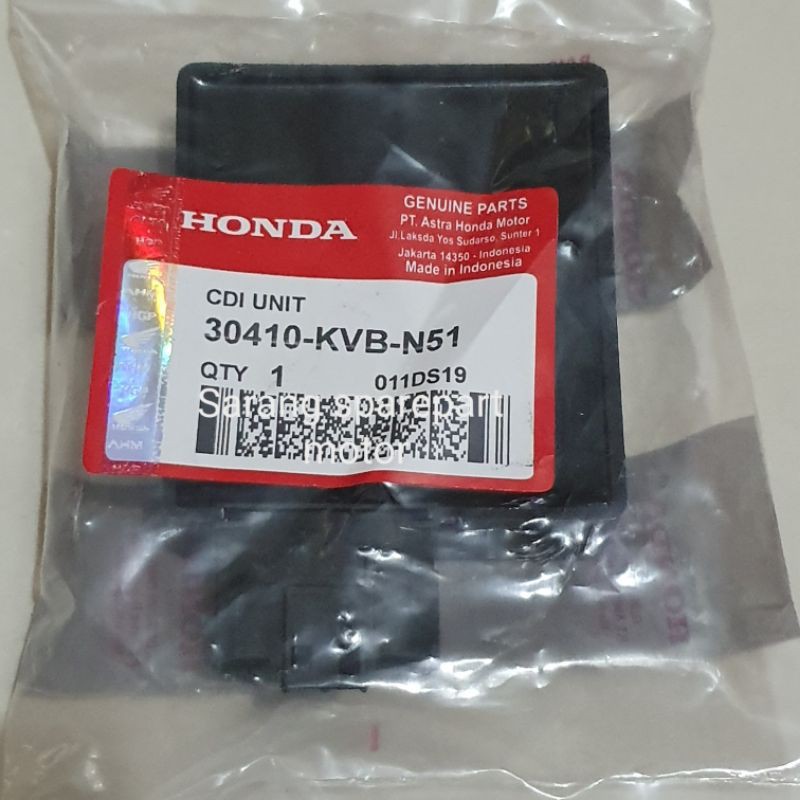 HONDA
GENUINE PARTS
PT. Astra Honda Motor
Jl.Laksda Yos Sudarso, Sunter 1
Jakarta 14350 - Indonesia
Made in Indonesia
CDI UNIT
30410-KVB-N51
QTY 1 011DS19
Sarang sparepart
motor
AHM